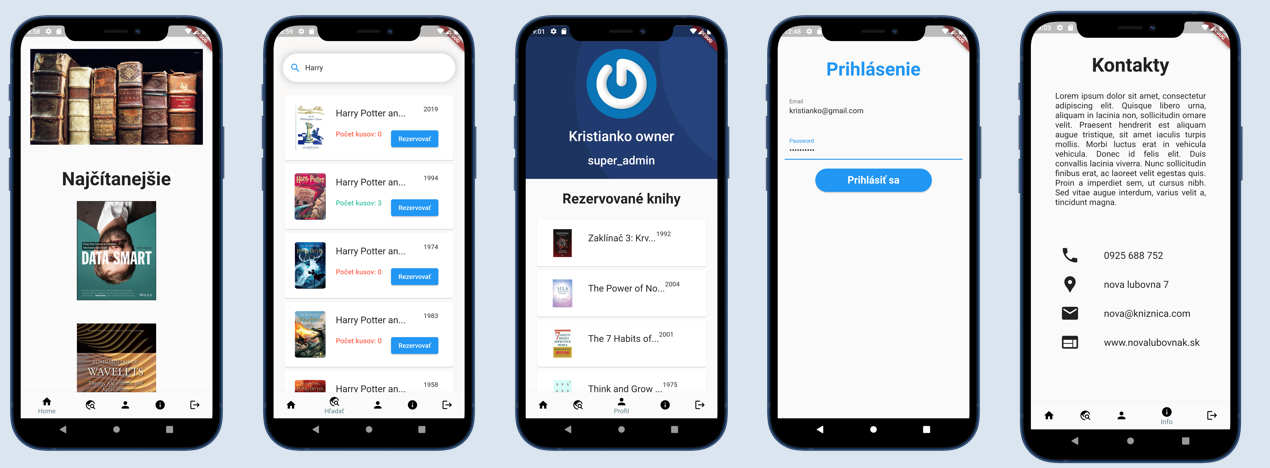 :58
Najčítanejšie
DATA SMART
WILEY
WAVELETS
Home
:59
Harry
Harry Potter an...
2019
Počet kusov: 0
Rezervovať
Harry Potter an...
1994
Počet kusov: 3
Rezervovať
Harry Potter an...
1974
Počet kusov: 0
Rezervovať
Harry Potter an...
1983
Počet kusov: 0
Rezervovať
Harry Potter an...
1958
Hľadať
9:01
Kristianko owner
super_admin
Rezervované knihy
Zaklínač 3: Krv...
1992
The Power of No...
2004
The 7 Habits of...
2001
Think and Grow ...
1975
Profil
:48
Prihlásenie
Email
kristianko@gmail.com
Password
••••••••••
Prihlásiť sa
:03
Kontakty
Lorem ipsum dolor sit amet, consectetur
adipiscing elit. Quisque libero urna,
aliquam in lacinia non, sollicitudin ornare
velit. Praesent hendrerit est aliquam
augue tristique, sit amet iaculis turpis
mollis. Morbi luctus erat in vehicula
vehicula. Donec id felis elit. Duis
convallis lacinia viverra. Nunc sollicitudin
finibus erat, ac laoreet velit egestas quis.
Proin a imperdiet sem, ut cursus nibh.
Sed vitae augue interdum, varius velit a,
tincidunt magna.
0925 688 752
nova lubovna 7
nova@kniznica.com
www.novalubovnak.sk
Info